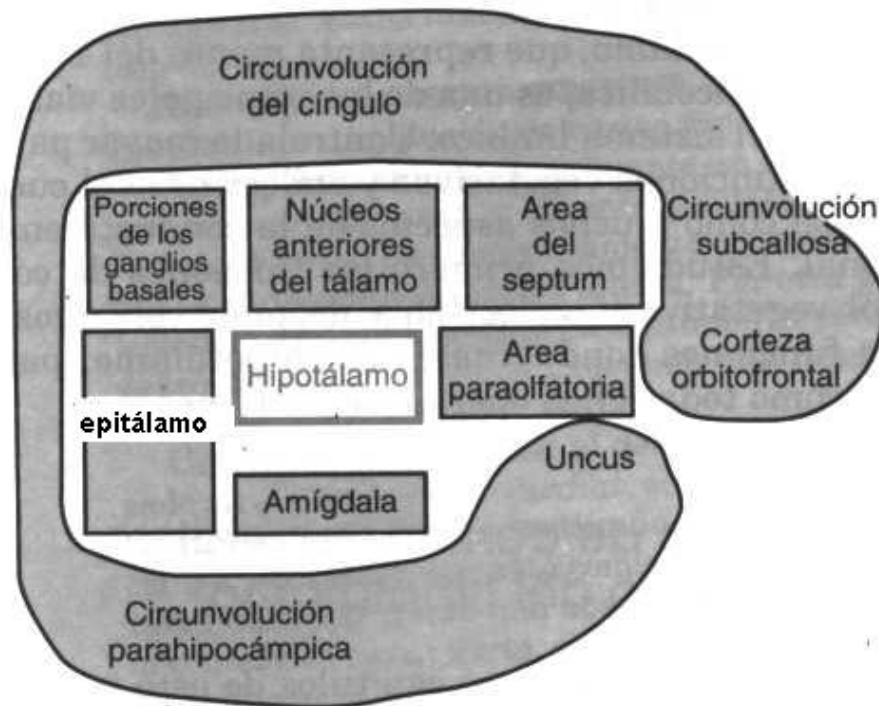 Circunvolución
del cíngulo
Porciones
de los
ganglios
basales
Núcleos
anteriores
del tálamo
Area
del
septum
Circunvolución
subcallosa
epitálamo
Hipotálamo
Area
paraolfatoria
Corteza
orbitofrontal
Amígdala
Uncus
Circunvolución
parahipocámpica